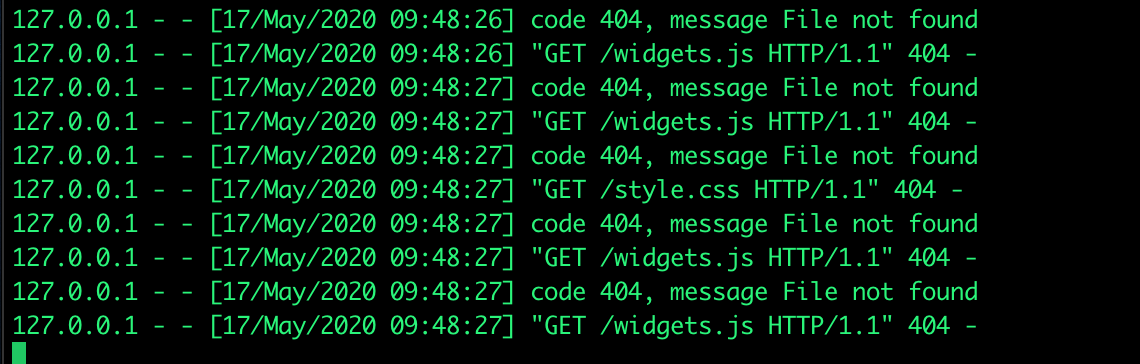 127.0.0.1 - - [17/May/2020 09:48:26] code 404, message File not found
127.0.0.1 - - [17/May/2020 09:48:26] "GET /widgets.js HTTP/1.1" 404 -
127.0.0.1 - - [17/May/2020 09:48:27] code 404, message File not found
127.0.0.1 - - [17/May/2020 09:48:27] "GET /widgets.js HTTP/1.1" 404 -
127.0.0.1 - - [17/May/2020 09:48:27] code 404, message File not found
127.0.0.1 - - [17/May/2020 09:48:27] "GET /style.css HTTP/1.1" 404 -
127.0.0.1 - - [17/May/2020 09:48:27] code 404, message File not found
127.0.0.1 - - [17/May/2020 09:48:27] "GET /widgets.js HTTP/1.1" 404 -
127.0.0.1 - - [17/May/2020 09:48:27] code 404, message File not found
127.0.0.1 - - [17/May/2020 09:48:27] "GET /widgets.js HTTP/1.1" 404 -